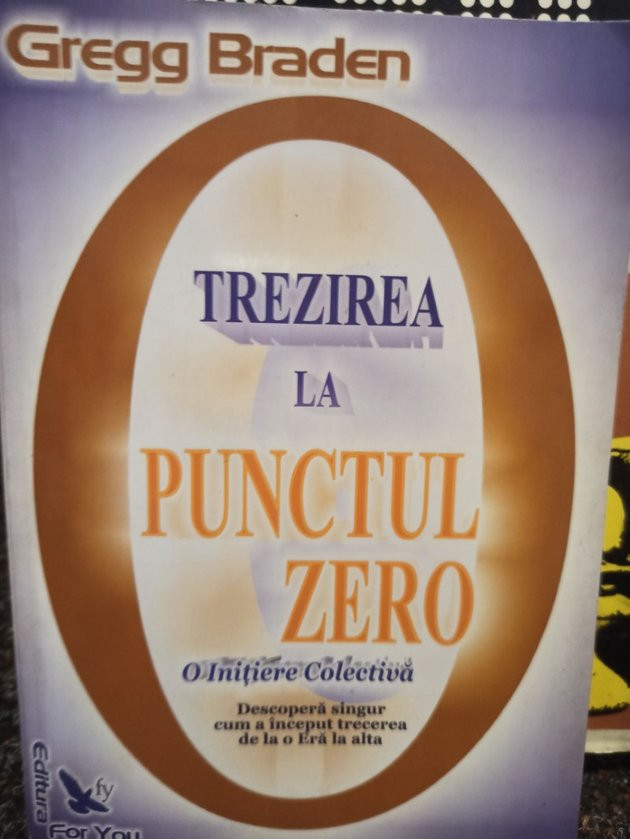 Gregg Braden
TREZIREA
LA
PUNCTUL
ZERO
O Inițiere Colectivă
Descoperă singur
cum a început trecerea
de la o Eră la alta
Editura
fy
For You